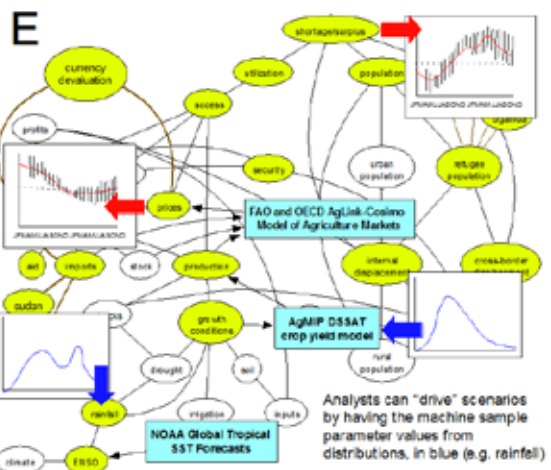 E
shortage/surplus
currency
devaluation
utilization
population
access
profits
urban
population
refugee
population
security
prices
FAO and OECD AgLink-Cosimo
Model of Agriculture Markets
aid
imports
stock
production
internal
displacement
cross-border
sudan
growth
conditions
AgMIP DSSAT
crop yield model
drought
soil
rural
population
rainfall
irrigation
inputs
NOAA Global Tropical
SST Forecasts
climate
ENSO
Analysts can “drive” scenarios
by having the machine sample
parameter values from
distributions, in blue (e.g. rainfall)